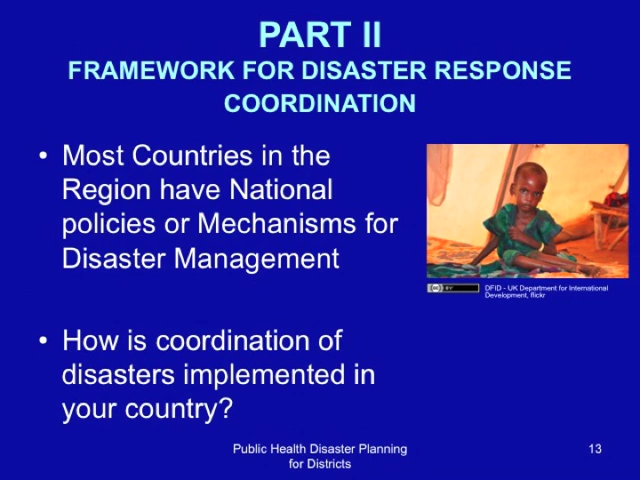 PART II
FRAMEWORK FOR DISASTER RESPONSE
COORDINATION
• Most Countries in the
Region have National
policies or Mechanisms for
Disaster Management
DFID - UK Department for International
Development, flickr
• How is coordination of
disasters implemented in
your country?
Public Health Disaster Planning
for Districts
13